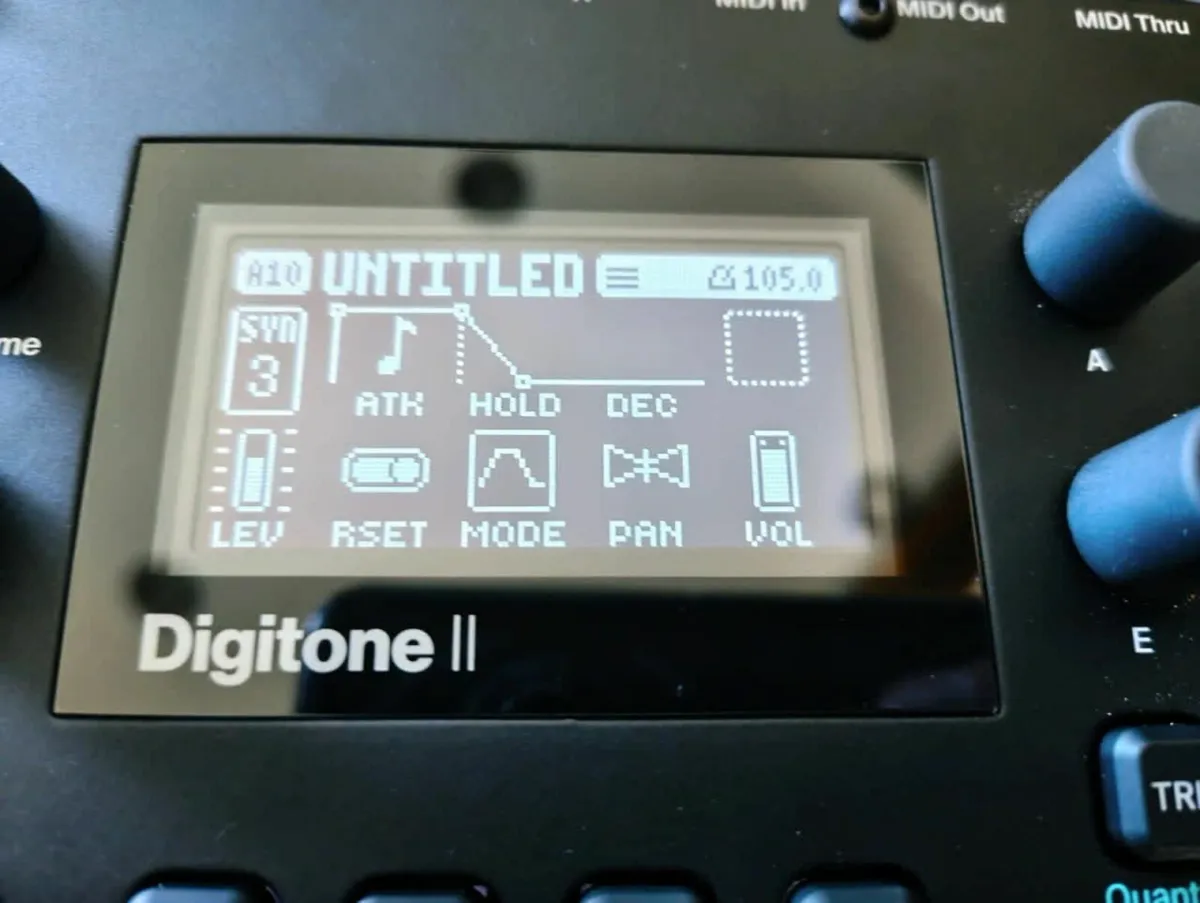 MIDI In MIDI Out MIDI Thru
A10 UNTITLED 105.0
SYN
3
ATK HOLD DEC
A
me
LEV RSET MODE PAN VOL
E
Digitone II
TRI
Quant